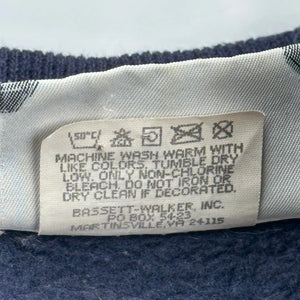 50°C
MACHINE WASH WARM WITH
LIKE COLORS, TUMBLE DRY
LOW, ONLY NON-CHLORINE
BLEACH. DO NOT IRON OR
DRY CLEAN IF DECORATED.
BASSETT-WALKER, INC.
PO BOX 5423
MARTINSVILLE, VA 24115